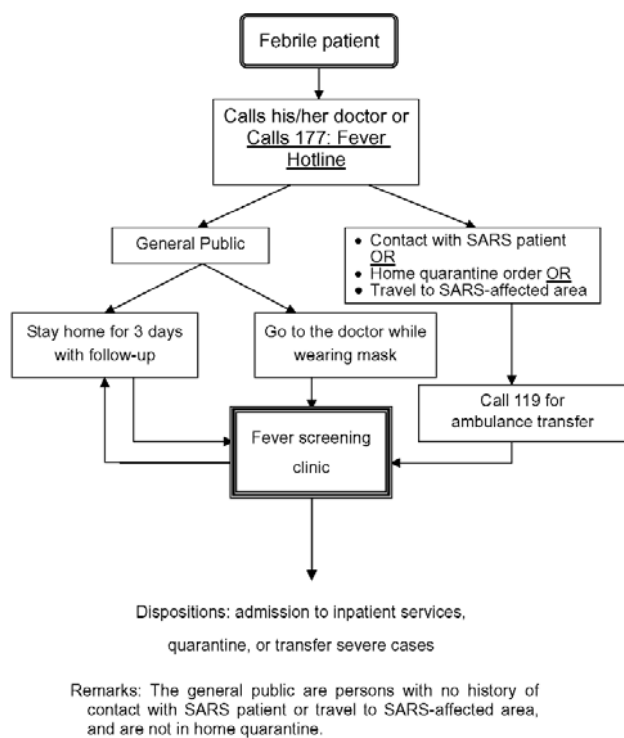 Febrile patient
Calls his/her doctor or
Calls 177: Fever
Hotline
General Public
• Contact with SARS patient
OR
• Home quarantine order OR
• Travel to SARS-affected area
Stay home for 3 days
with follow-up
Go to the doctor while
wearing mask
Call 119 for
ambulance transfer
Fever screening
clinic
Dispositions: admission to inpatient services,
quarantine, or transfer severe cases
Remarks: The general public are persons with no history of
contact with SARS patient or travel to SARS-affected area,
and are not in home quarantine.